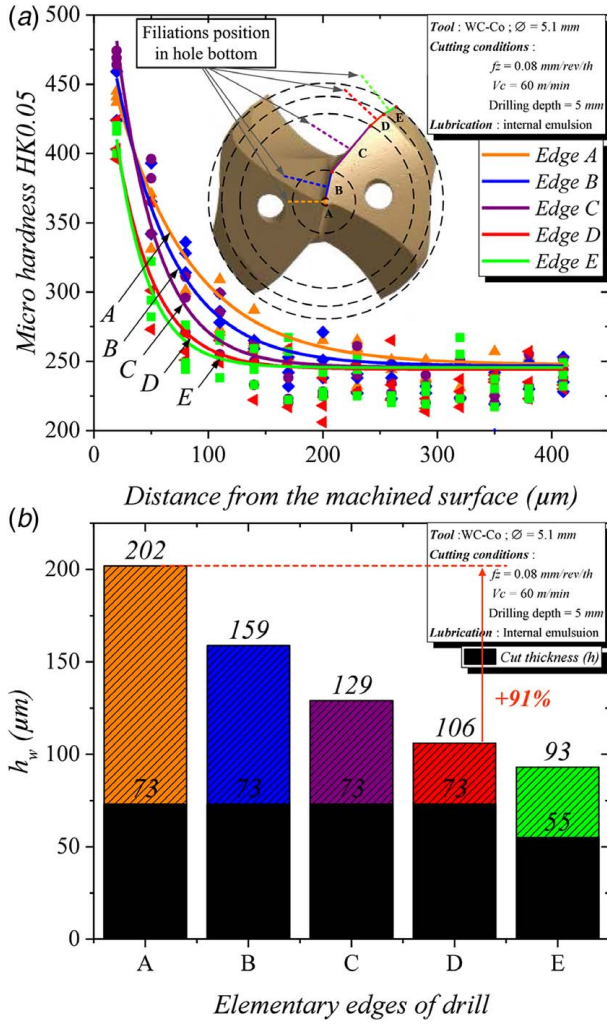 (a)
Filiations position
in hole bottom
Tool : WC-Co ; Ø = 5.1 mm
Cutting conditions :
fz = 0.08 mm/rev/th
Vc = 60 m/min
Drilling depth = 5 mm
Lubrication : internal emulsion
Edge A
Edge B
Edge C
Edge D
Edge E
A
B
C
D
E
A
B
C
D
E
Micro hardness HK0.05
500
450
400
350
300
250
200
0
100
200
300
400
Distance from the machined surface (µm)
(b)
Tool :WC-Co ; Ø = 5.1 mm
Cutting conditions :
fz = 0.08 mm/rev/th
Vc = 60 m/min
Drilling depth = 5 mm
Lubrication : Internal emulsuion
Cut thickness (h)
+91%
202
159
129
106
93
73
73
73
73
55
h_w (µm)
200
150
100
50
0
A
B
C
D
E
Elementary edges of drill